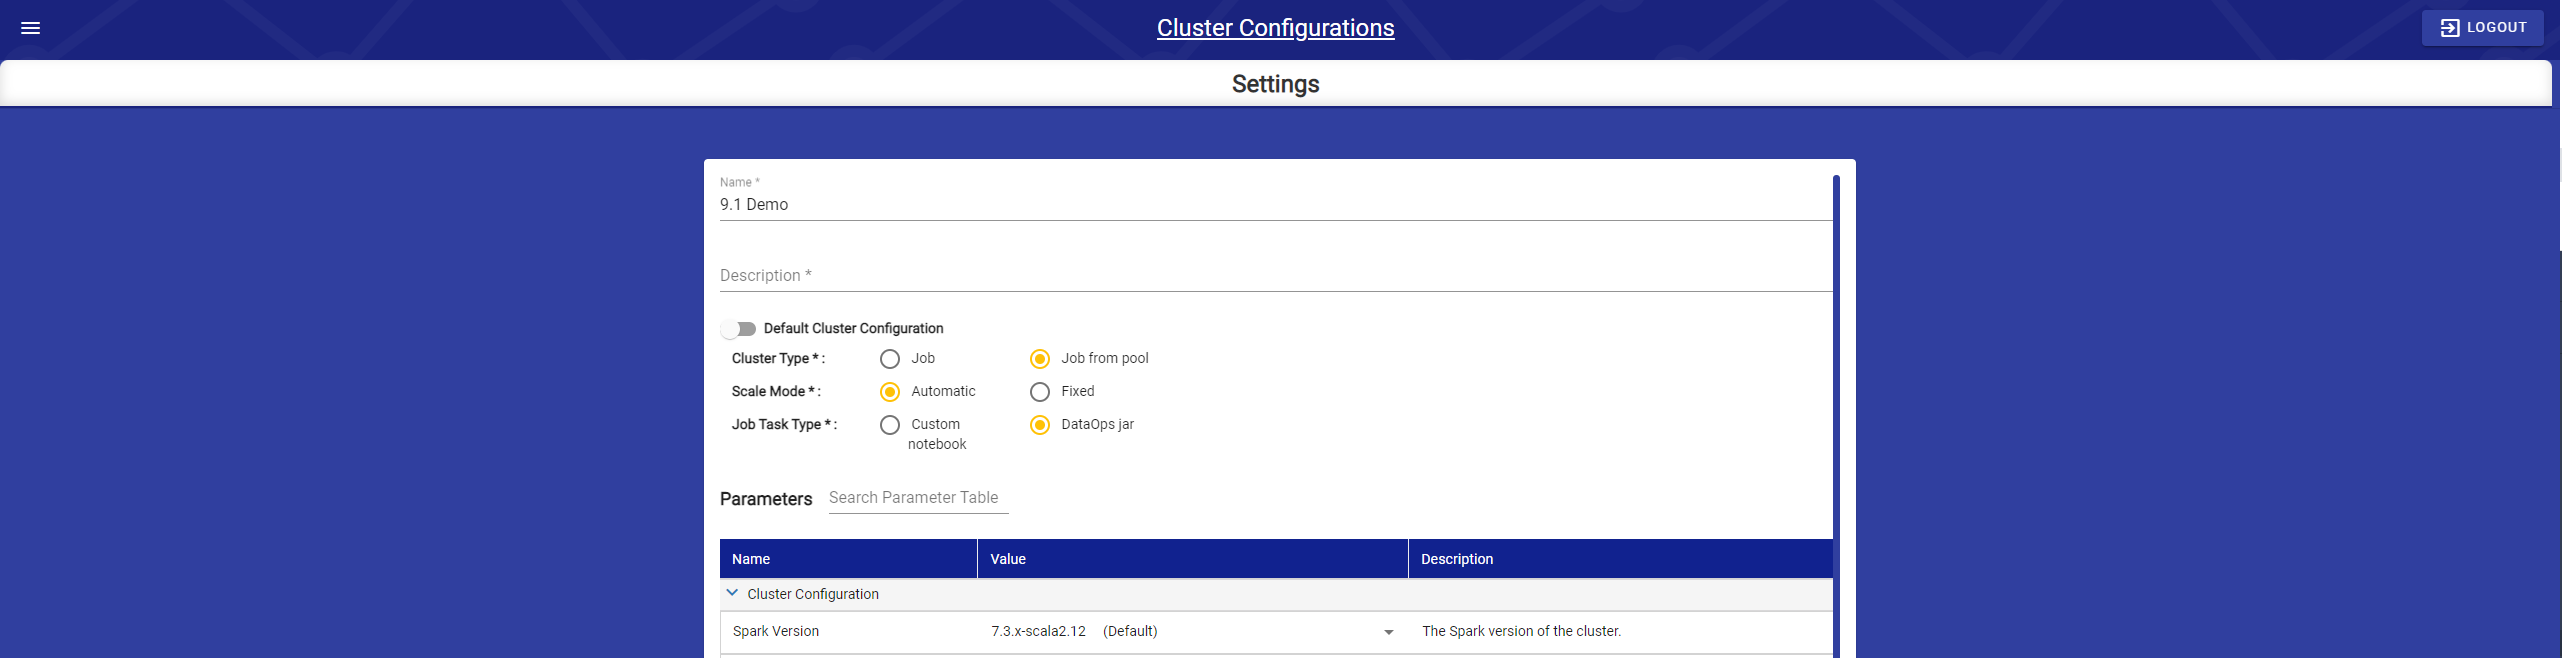 Cluster Configurations
LOGOUT
Settings
Name *
9.1 Demo
Description *
Default Cluster Configuration
Cluster Type * : Job Job from pool
Scale Mode * : Automatic Fixed
Job Task Type * : Custom notebook DataOps jar
Parameters Search Parameter Table
Name Value Description
Cluster Configuration
Spark Version 7.3.x-scala2.12 (Default) The Spark version of the cluster.